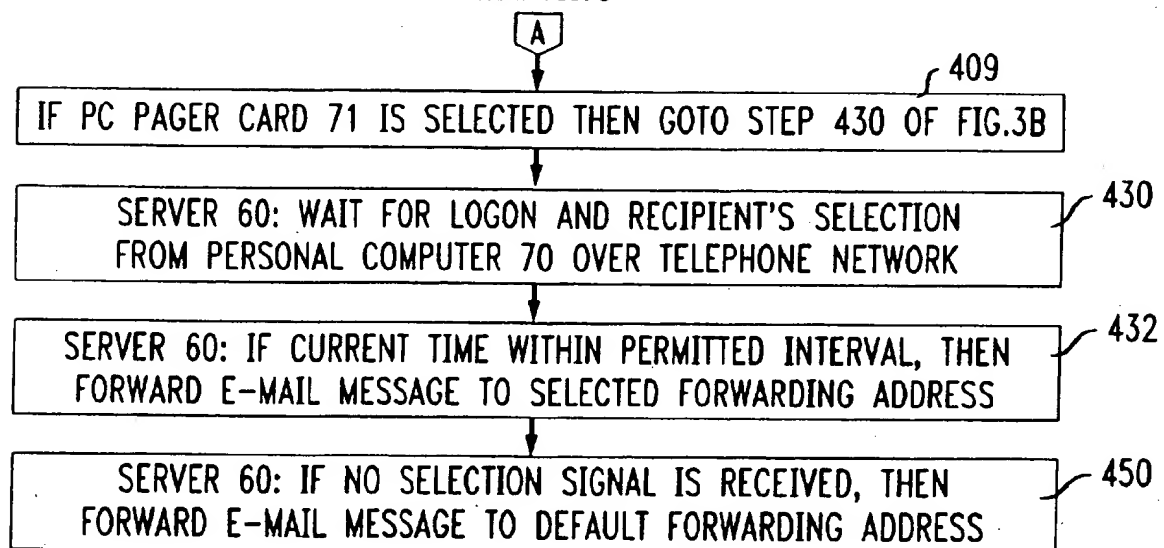 A
409
IF PC PAGER CARD 71 IS SELECTED THEN GOTO STEP 430 OF FIG.3B
430
SERVER 60: WAIT FOR LOGON AND RECIPIENT'S SELECTION
FROM PERSONAL COMPUTER 70 OVER TELEPHONE NETWORK
432
SERVER 60: IF CURRENT TIME WITHIN PERMITTED INTERVAL, THEN
FORWARD E-MAIL MESSAGE TO SELECTED FORWARDING ADDRESS
450
SERVER 60: IF NO SELECTION SIGNAL IS RECEIVED, THEN
FORWARD E-MAIL MESSAGE TO DEFAULT FORWARDING ADDRESS